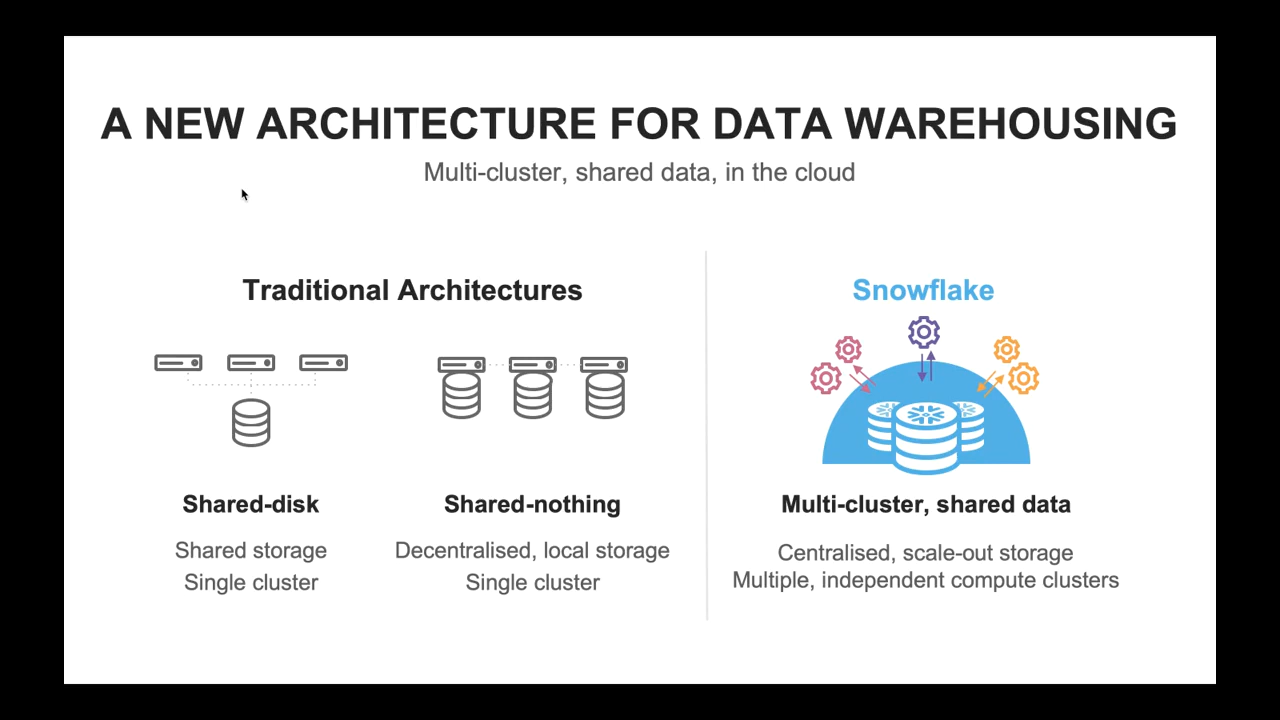 A NEW ARCHITECTURE FOR DATA WAREHOUSING
Multi-cluster, shared data, in the cloud
Traditional Architectures
Shared-disk
Shared storage
Single cluster
Shared-nothing
Decentralised, local storage
Single cluster
Snowflake
Multi-cluster, shared data
Centralised, scale-out storage
Multiple, independent compute clusters